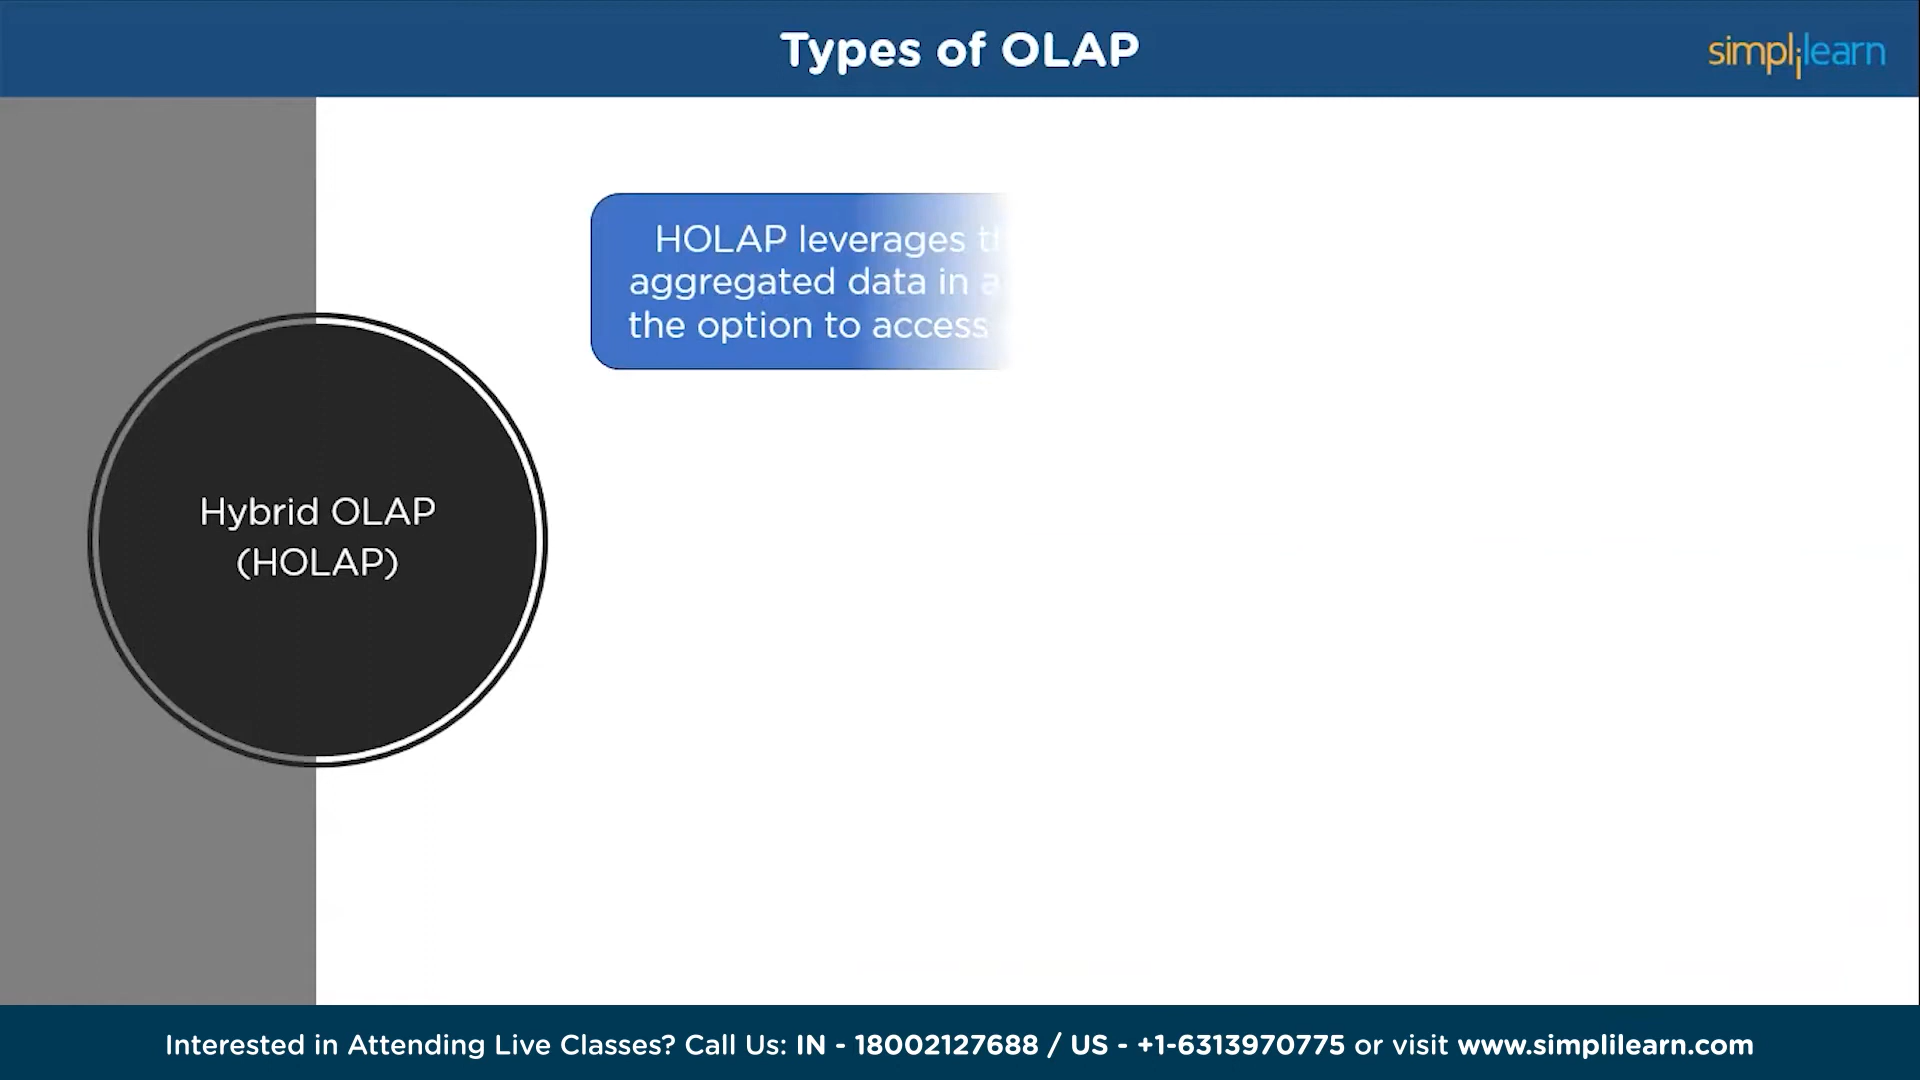 Types of OLAP
simplilearn
HOLAP leverages
aggregated data in
the option to access
Hybrid OLAP
(HOLAP)
Interested in Attending Live Classes? Call Us: IN - 18002127688 / US - +1-6313970775 or visit www.simplilearn.com